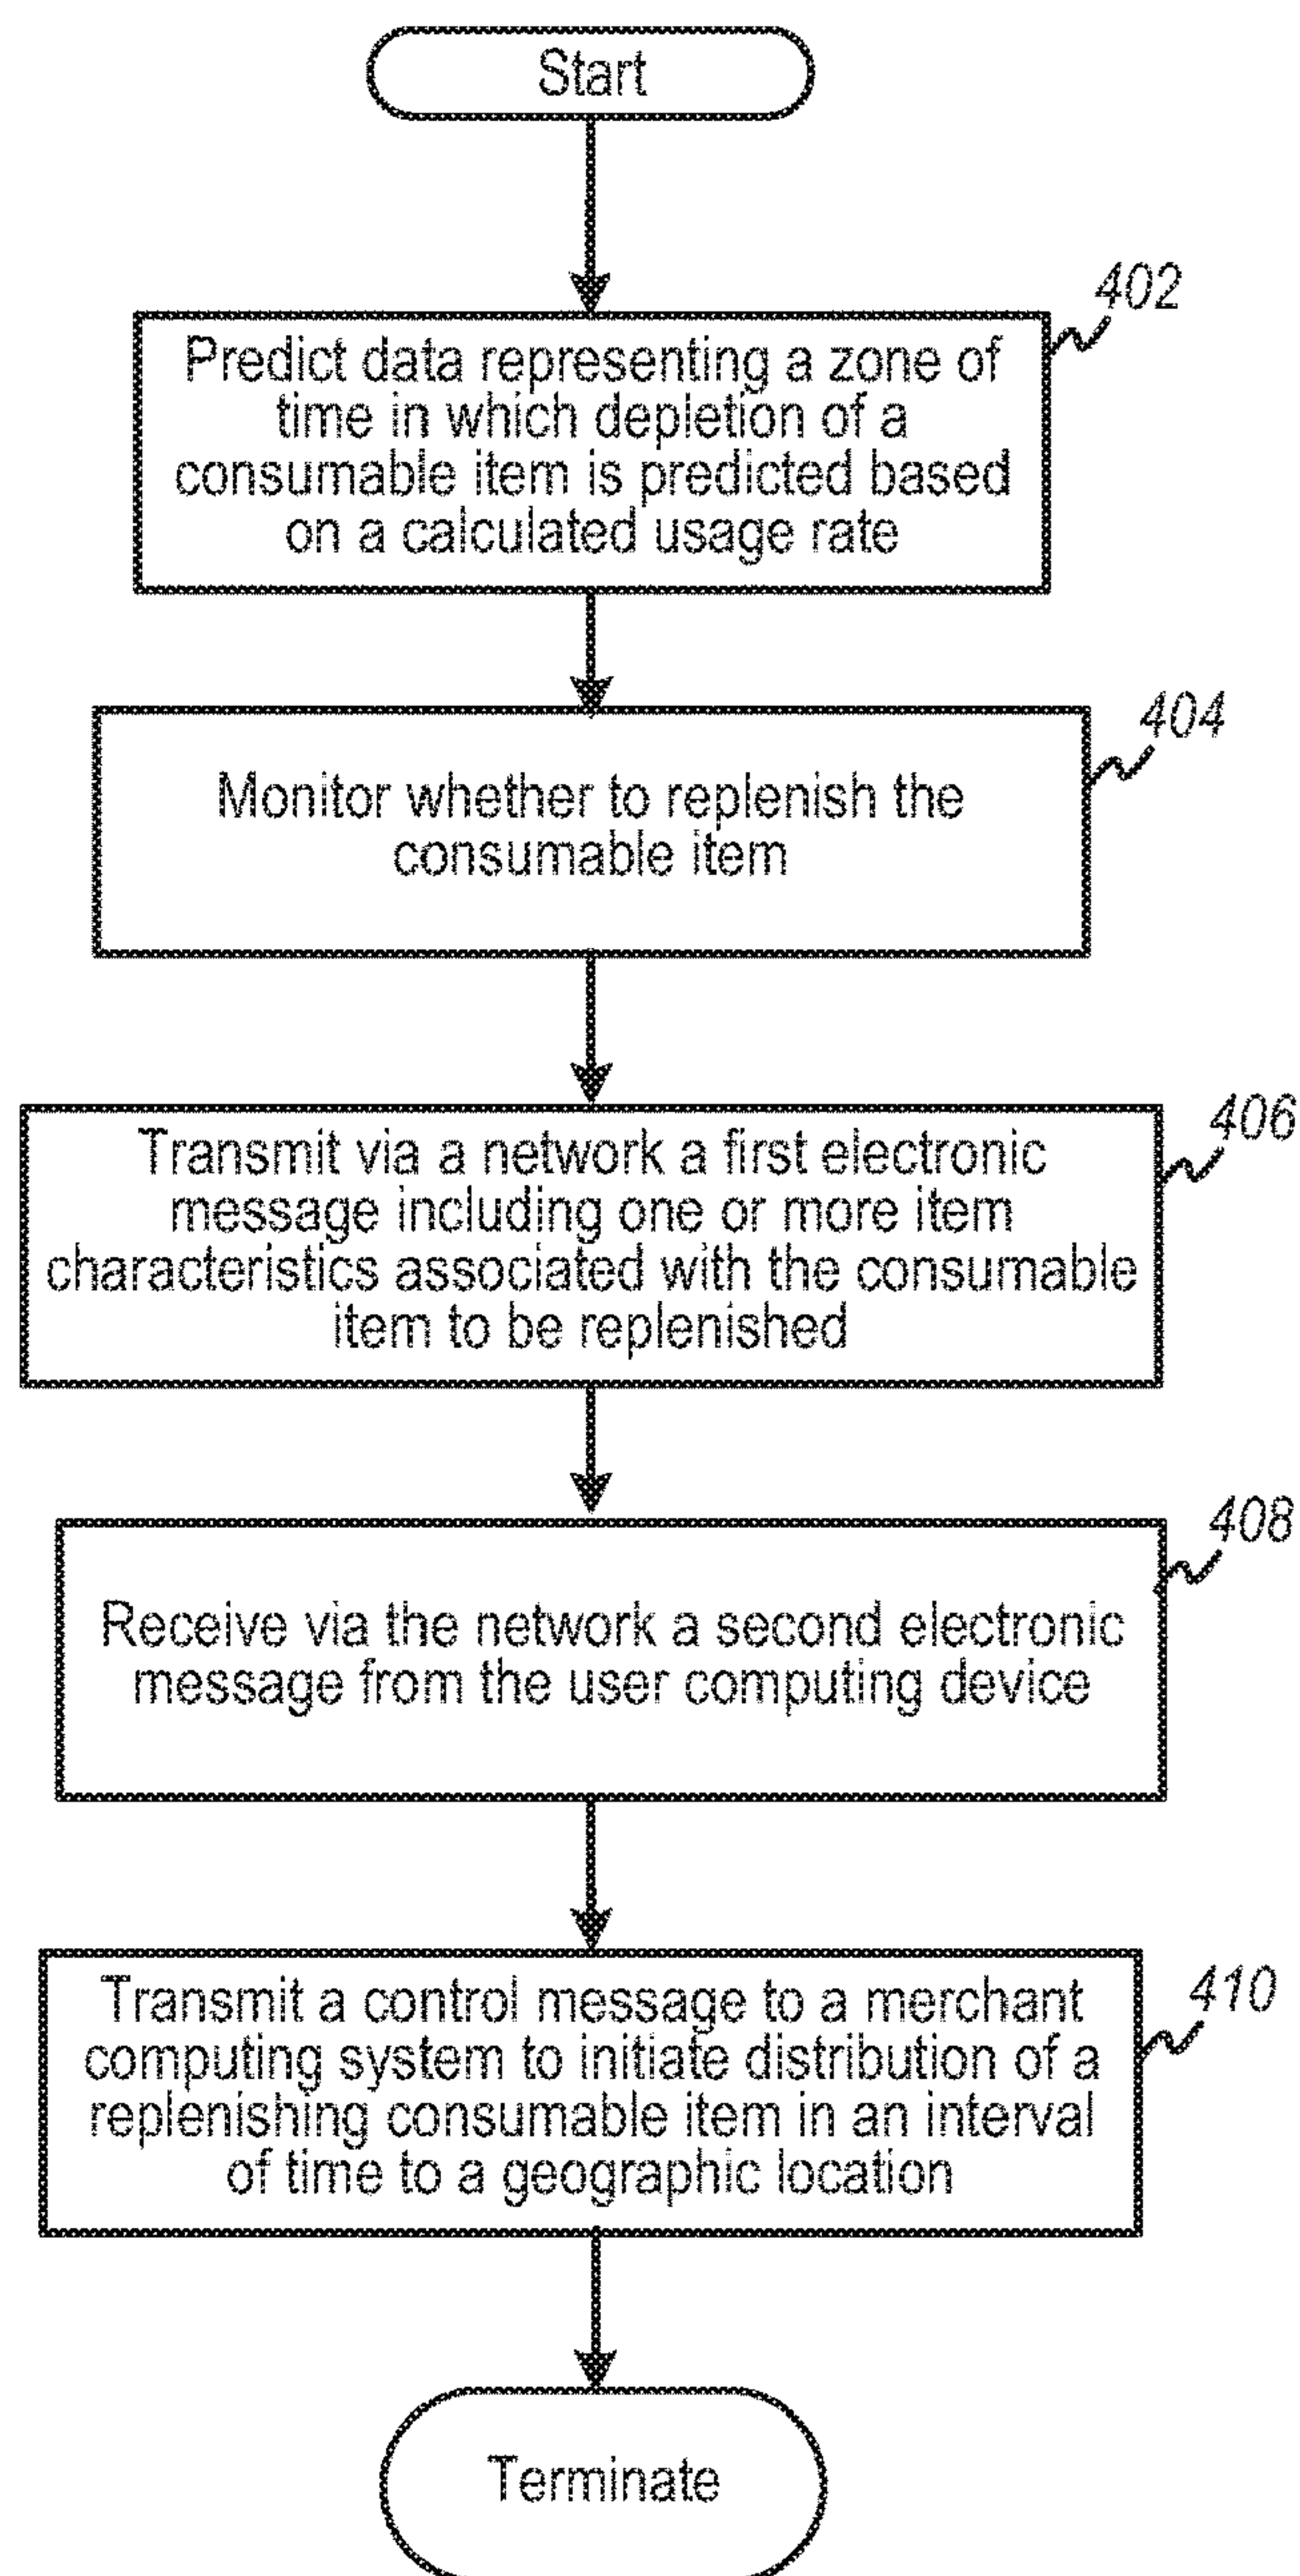 Start
402
Predict data representing a zone of
time in which depletion of a
consumable item is predicted based
on a calculated usage rate
404
Monitor whether to replenish the
consumable item
406
Transmit via a network a first electronic
message including one or more item
characteristics associated with the consumable
item to be replenished
408
Receive via the network a second electronic
message from the user computing device
410
Transmit a control message to a merchant
computing system to initiate distribution of a
replenishing consumable item in an interval
of time to a geographic location
Terminate